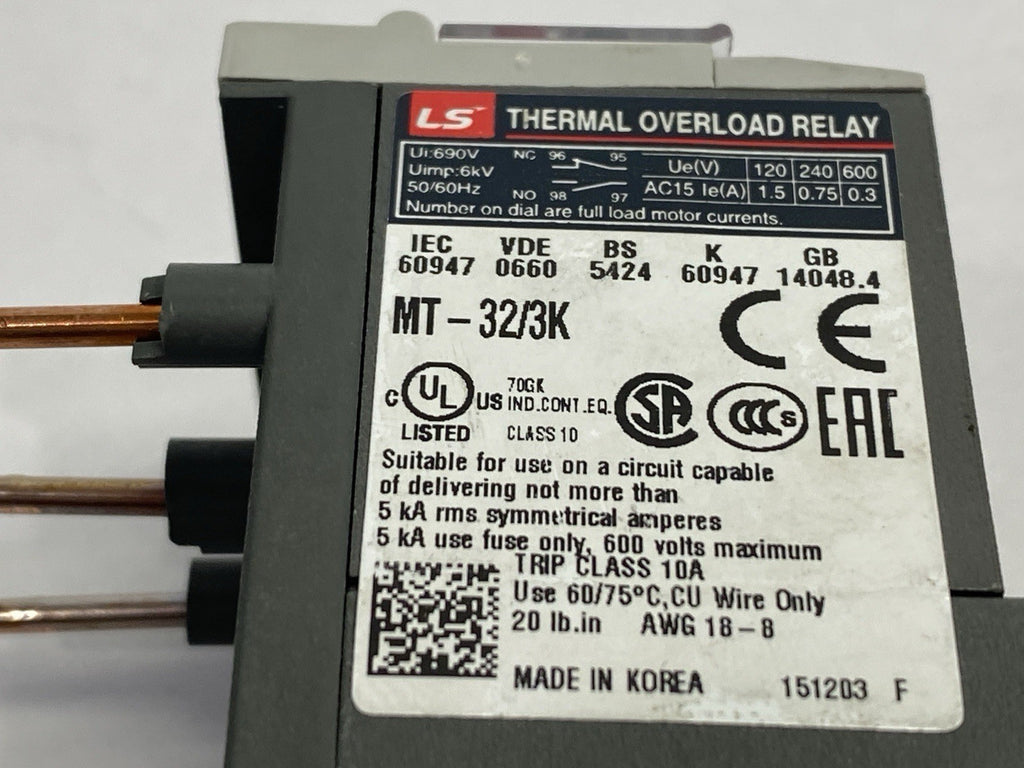 LS THERMAL OVERLOAD RELAY
Ui:690V NC 96 95 Ue(V) 120 240 600
Uimp:6kV AC15 Ie(A) 1.5 0.75 0.3
50/60Hz NO 98 97
Number on dial are full load motor currents.
IEC VDE BS K GB
60947 0660 5424 60947 14048.4
MT-32/3K CE
C UL US 70GK
IND.CONT.EQ. SA CCC S EAC
LISTED CLASS 10
Suitable for use on a circuit capable
of delivering not more than
5 kA rms symmetrical amperes
5 kA use fuse only, 600 volts maximum
TRIP CLASS 10A
Use 60/75°C,CU Wire Only
20 lb.in AWG 18-8
MADE IN KOREA 151203 F